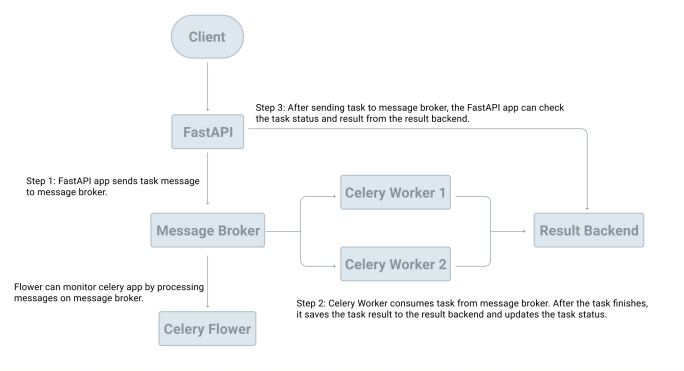 Client
Step 3: After sending task to message broker, the FastAPI app can check
the task status and result from the result backend.
FastAPI
Step 1: FastAPI app sends task message
to message broker.
Celery Worker 1
Message Broker
Result Backend
Celery Worker 2
Flower can monitor celery app by processing
messages on message broker.
Step 2: Celery Worker consumes task from message broker. After the task finishes,
it saves the task result to the result backend and updates the task status.
Celery Flower